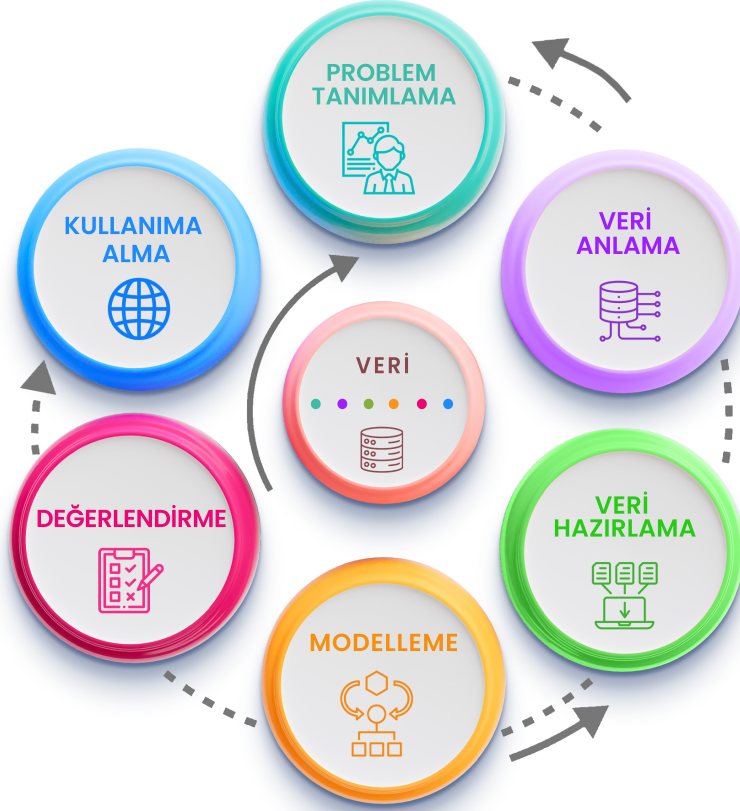 PROBLEM
TANIMLAMA
VERİ
ANLAMA
VERİ
HAZIRLAMA
MODELLEME
DEĞERLENDİRME
KULLANIMA
ALMA
VERİ